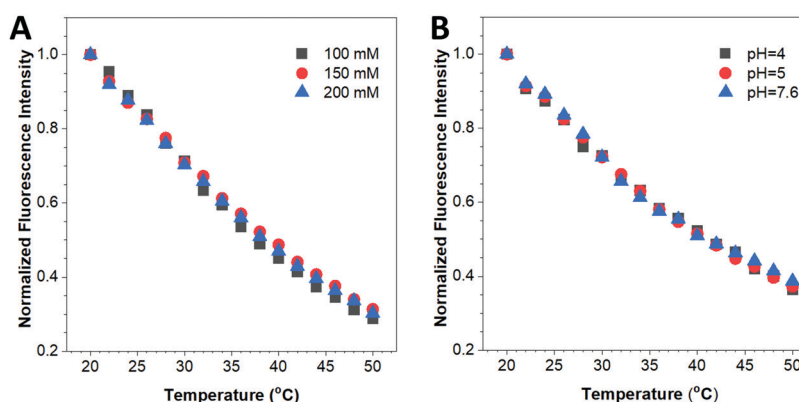 A
Normalized Fluorescence Intensity
1.0
0.8
0.6
0.4
0.2
100 mM
150 mM
200 mM
20 25 30 35 40 45 50
Temperature (°C)
B
Normalized Fluorescence Intensity
1.0
0.8
0.6
0.4
0.2
pH=4
pH=5
pH=7.6
20 25 30 35 40 45 50
Temperature (°C)